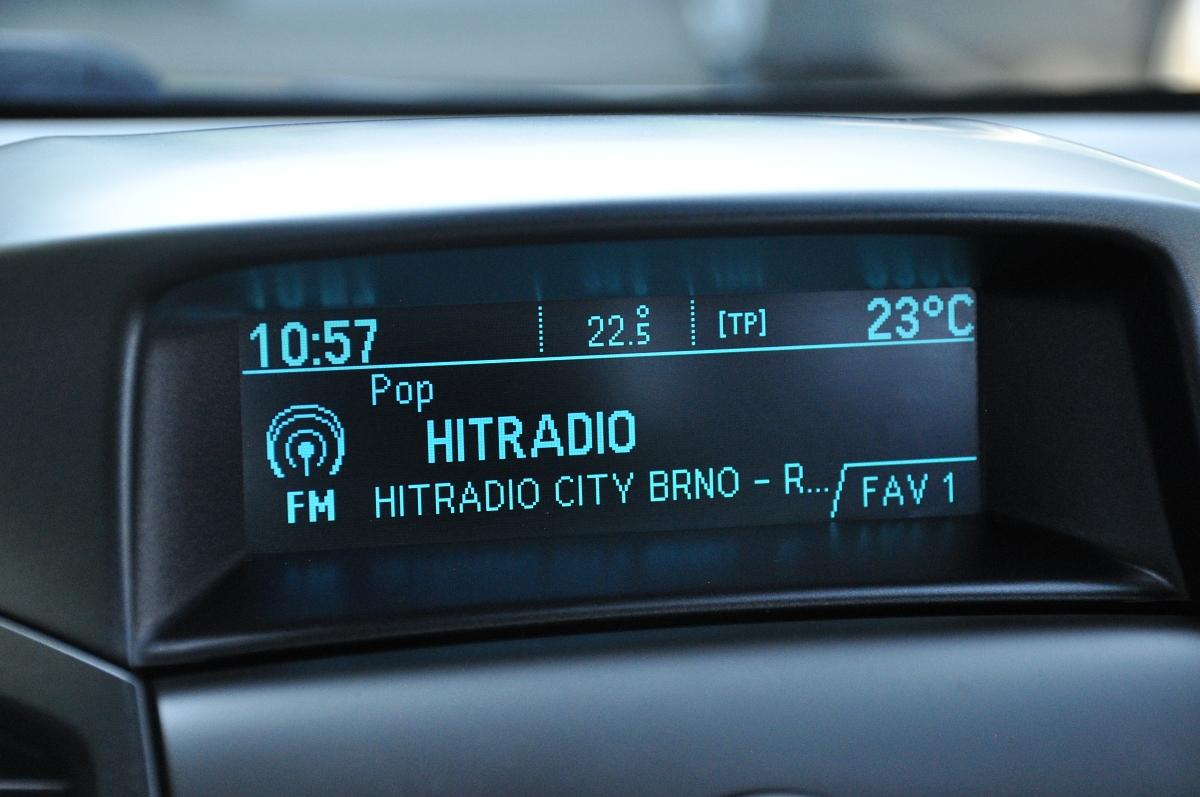 10:57 22.5° [TP] 23°C
Pop
HITRADIO
FM HITRADIO CITY BRNO - R... FAV 1